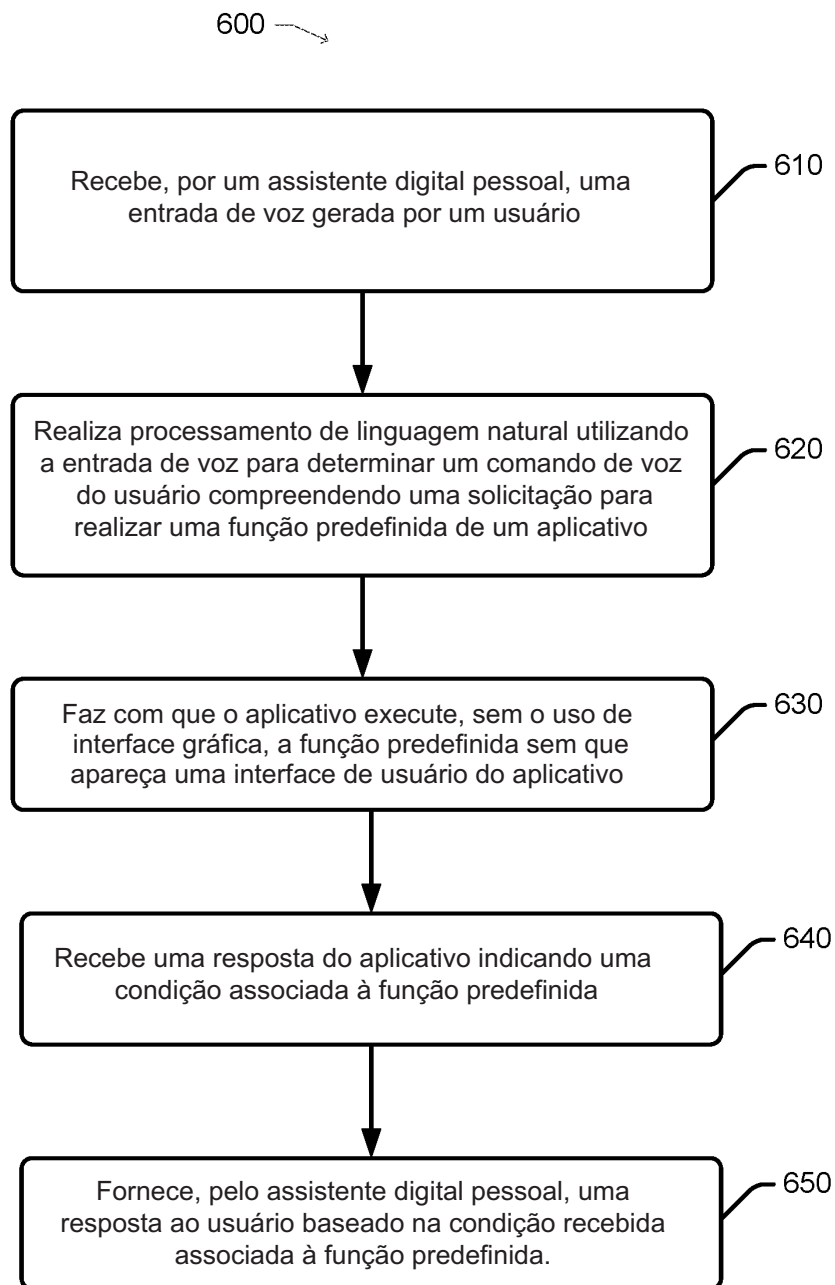 600
Recebe, por um assistente digital pessoal, uma
entrada de voz gerada por um usuário
610
Realiza processamento de linguagem natural utilizando
a entrada de voz para determinar um comando de voz
do usuário compreendendo uma solicitação para
realizar uma função predefinida de um aplicativo
620
Faz com que o aplicativo execute, sem o uso de
interface gráfica, a função predefinida sem que
apareça uma interface de usuário do aplicativo
630
Recebe uma resposta do aplicativo indicando uma
condição associada à função predefinida
640
Fornece, pelo assistente digital pessoal, uma
resposta ao usuário baseado na condição recebida
associada à função predefinida.
650